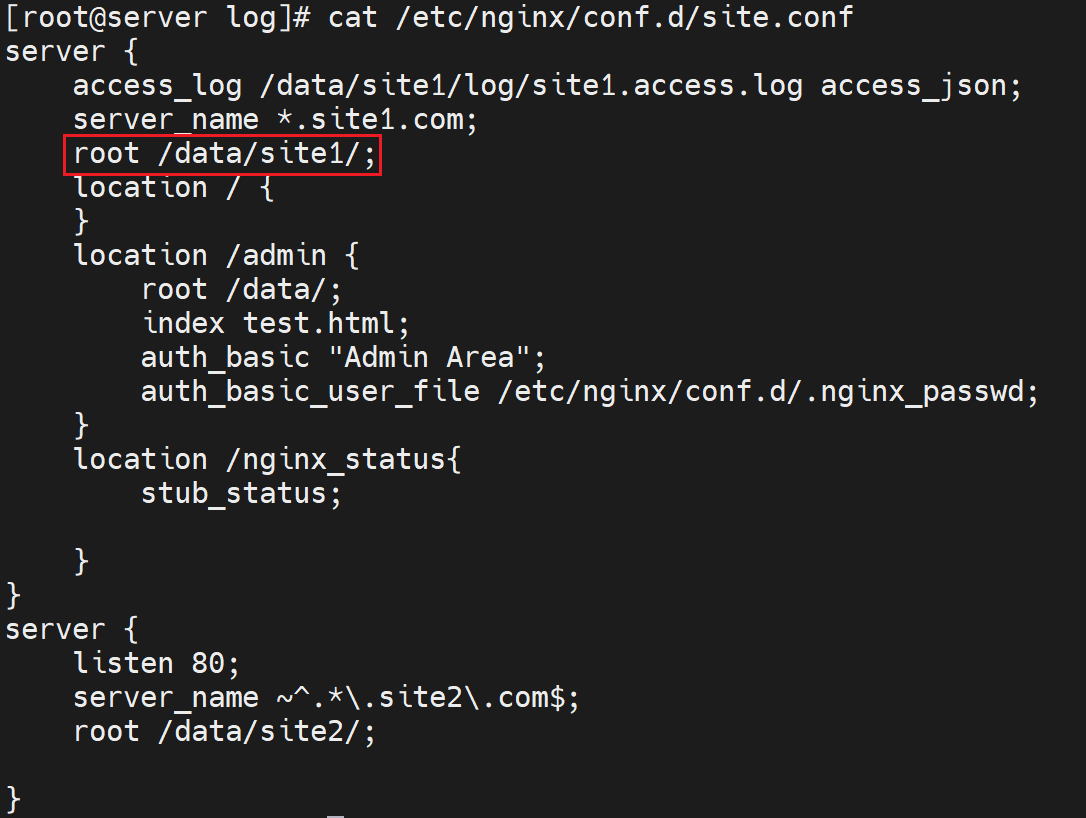 [root@server log]# cat /etc/nginx/conf.d/site.conf
server {
    access_log /data/site1/log/site1.access.log access_json;
    server_name *.site1.com;
    root /data/site1/;
    location / {
    }
    location /admin {
        root /data/;
        index test.html;
        auth_basic "Admin Area";
        auth_basic_user_file /etc/nginx/conf.d/.nginx_passwd;
    }
    location /nginx_status{
        stub_status;

    }
}
server {
    listen 80;
    server_name ~^.*\.site2\.com$;
    root /data/site2/;

}